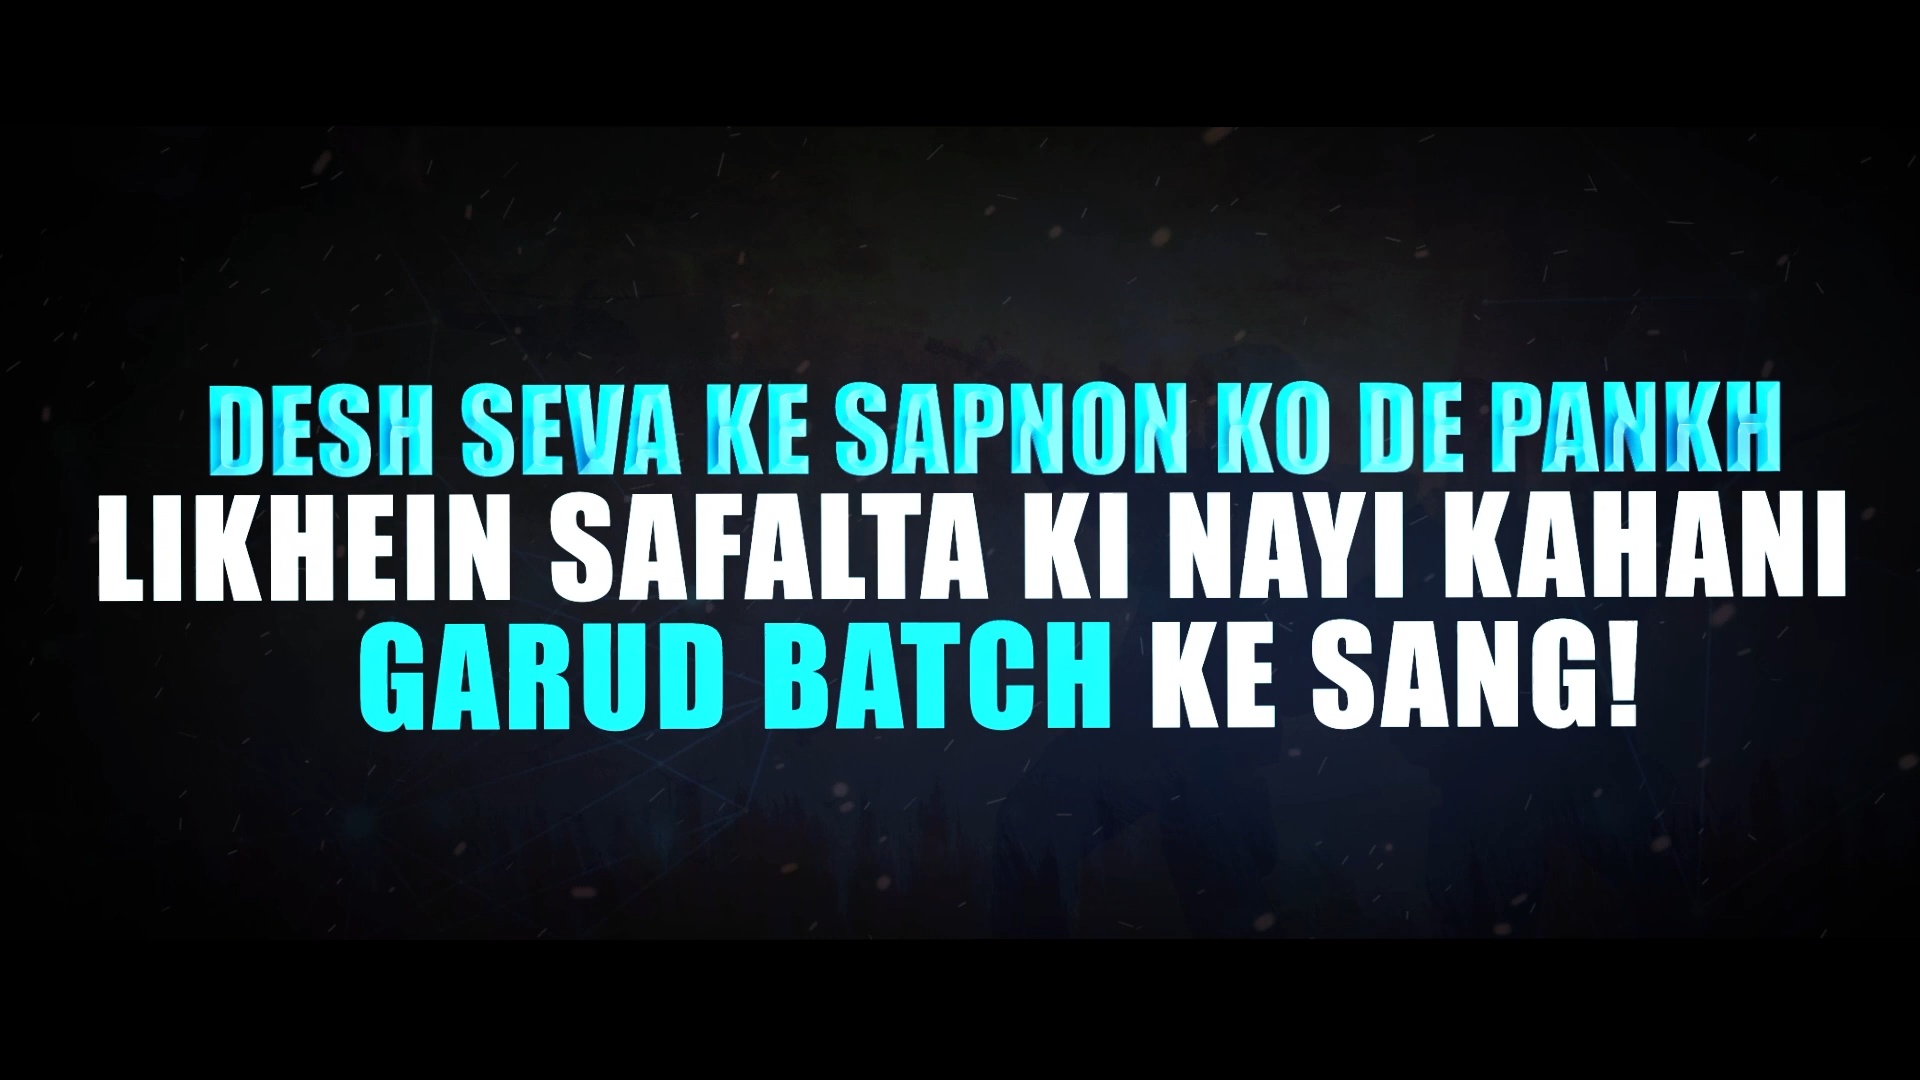 DESH SEVA KE SAPNON KO DE PANKH
LIKHEIN SAFALTA KI NAYI KAHANI
GARUD BATCH KE SANG!